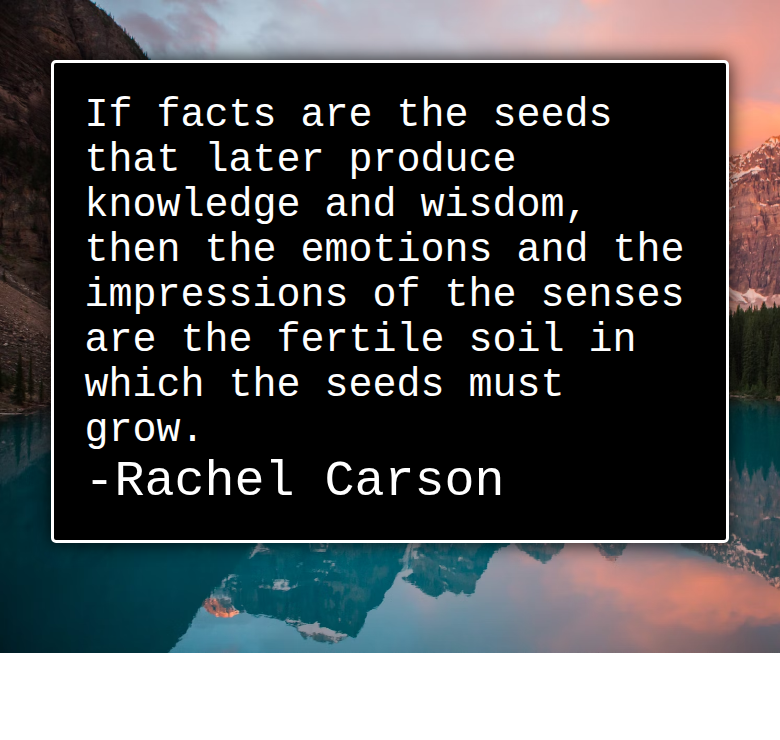 If facts are the seeds
that later produce
knowledge and wisdom,
then the emotions and the
impressions of the senses
are the fertile soil in
which the seeds must
grow.
-Rachel Carson